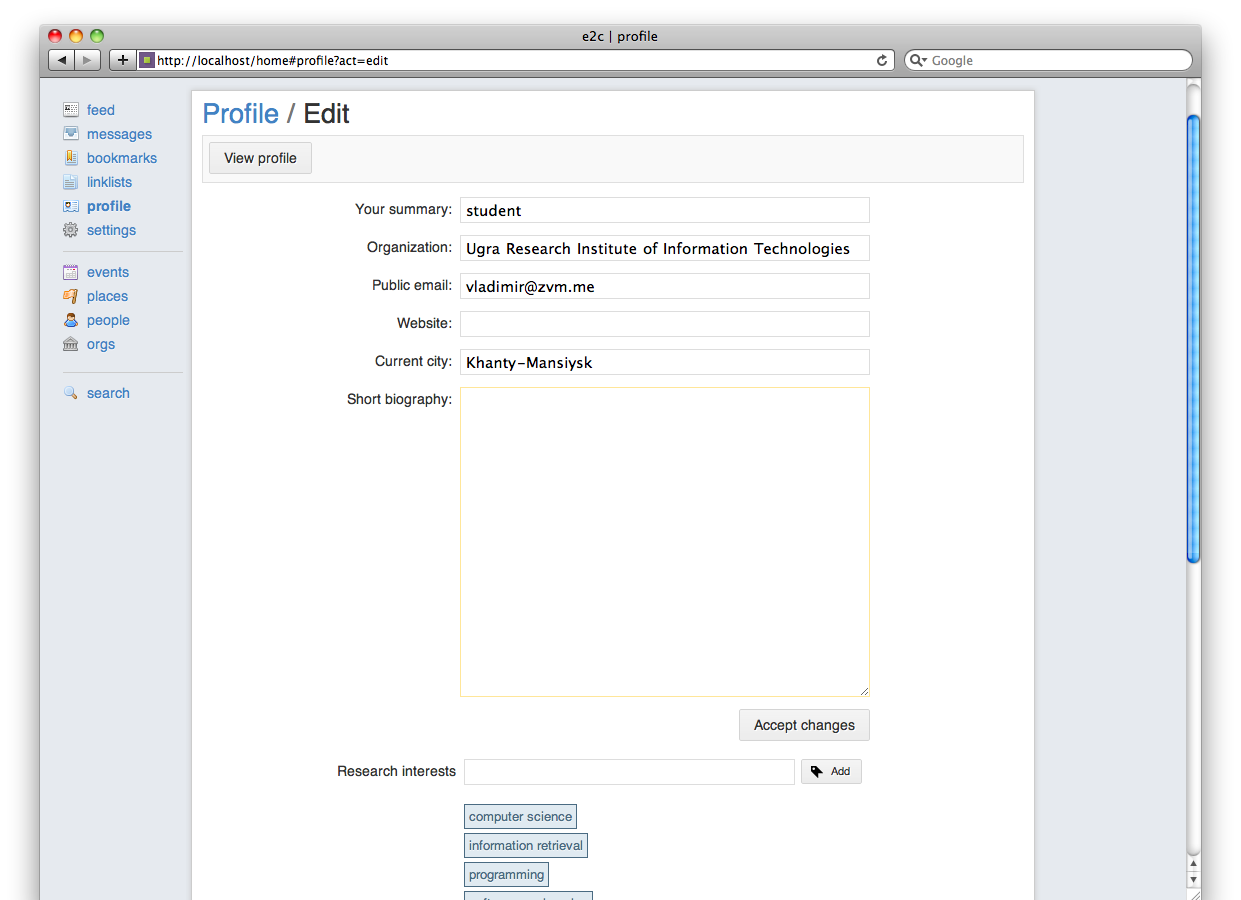 e2c | profile
http://localhost/home#profile?act=edit
Google
feed
messages
bookmarks
linklists
profile
settings
events
places
people
orgs
search
Profile / Edit
View profile
Your summary: student
Organization: Ugra Research Institute of Information Technologies
Public email: vladimir@zvm.me
Website:
Current city: Khanty-Mansiysk
Short biography:
Accept changes
Research interests
Add
computer science
information retrieval
programming